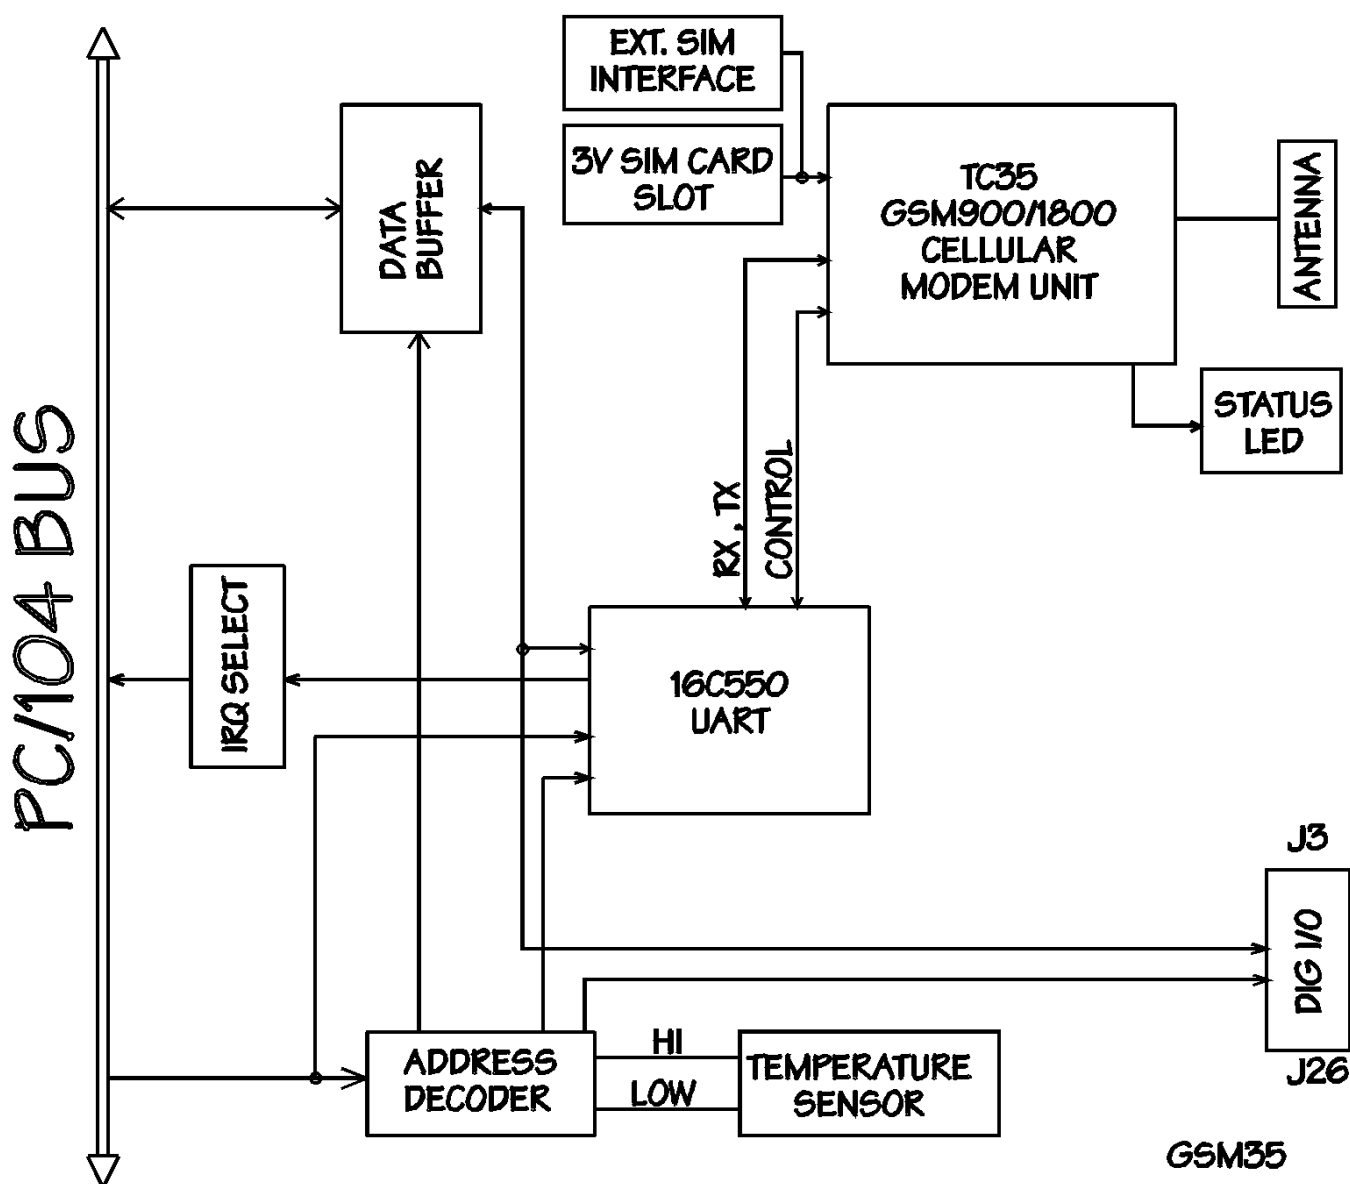 EXT. SIM
INTERFACE
3V SIM CARD
SLOT
TC35
GSM900/1800
CELLULAR
MODEM UNIT
ANTENNA
STATUS
LED
DATA
BUFFER
PC/104 BUS
IRQ SELECT
RX , TX
CONTROL
16C550
UART
J3
DIG I/O
J26
ADDRESS
DECODER
HI
LOW
TEMPERATURE
SENSOR
GSM35